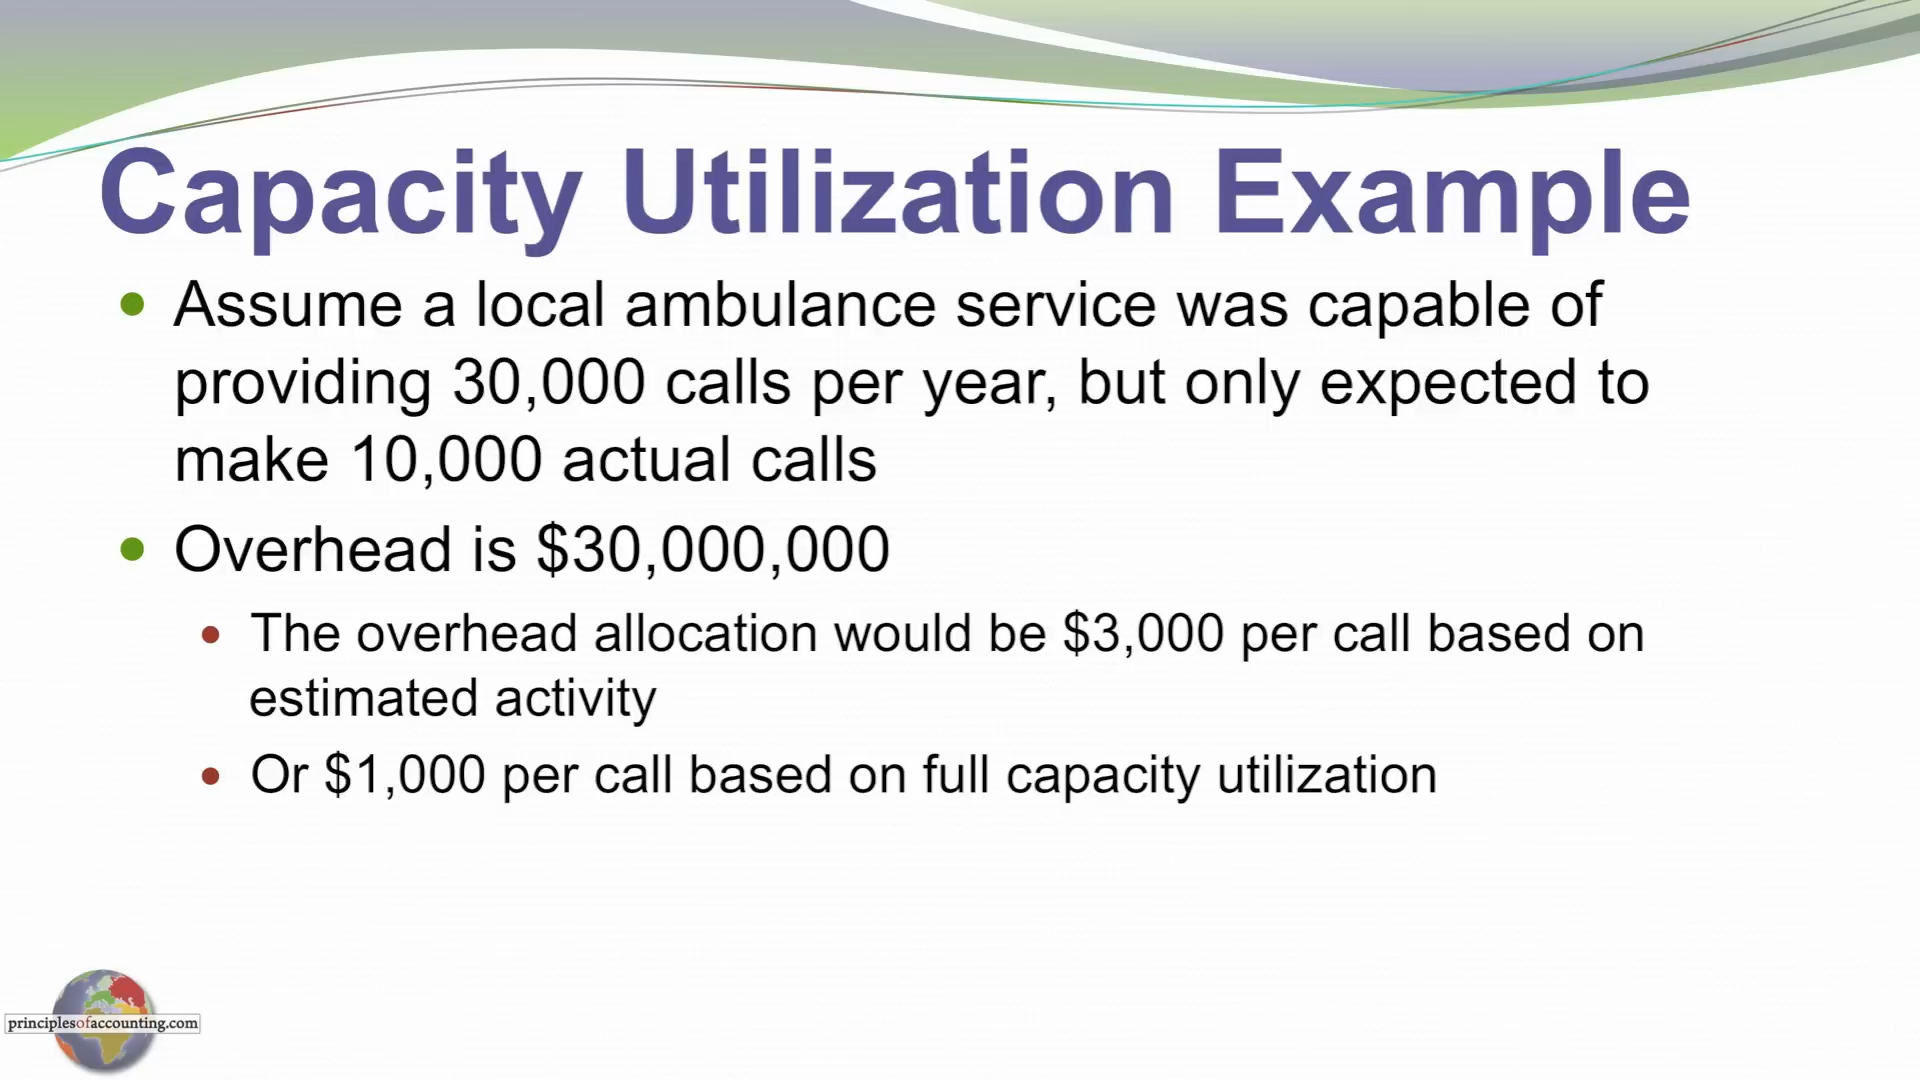 Capacity Utilization Example
Assume a local ambulance service was capable of
providing 30,000 calls per year, but only expected to
make 10,000 actual calls
Overhead is $30,000,000
The overhead allocation would be $3,000 per call based on
estimated activity
Or $1,000 per call based on full capacity utilization
principlesofaccounting.com